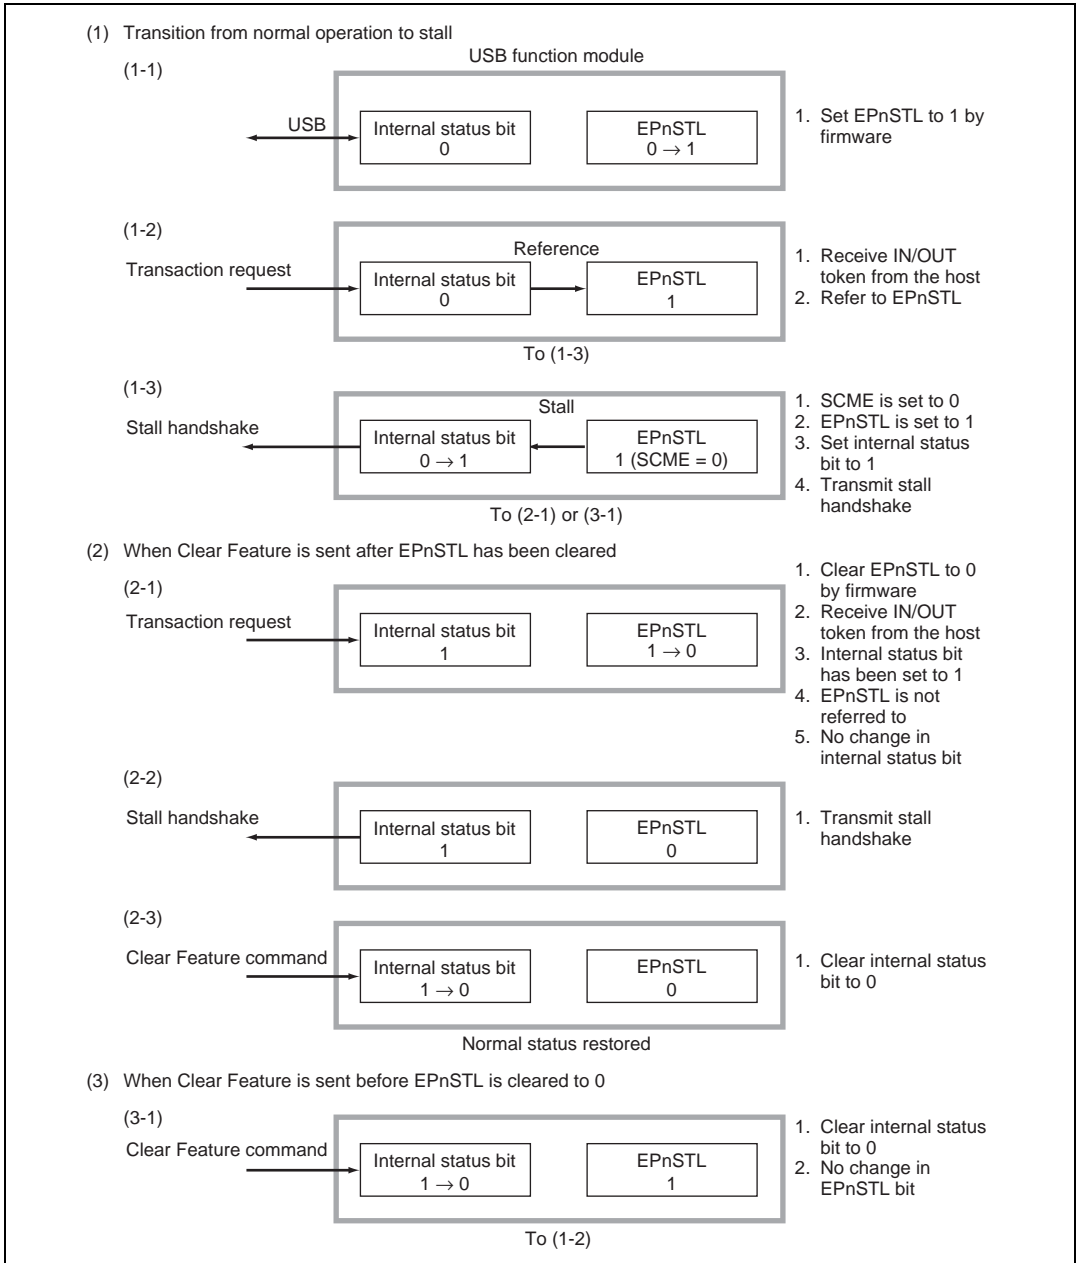 (1) Transition from normal operation to stall
USB function module
(1-1)
USB
Internal status bit
0
EPnSTL
0 → 1
1. Set EPnSTL to 1 by
firmware
(1-2)
Transaction request
Reference
Internal status bit
0
EPnSTL
1
1. Receive IN/OUT
token from the host
2. Refer to EPnSTL
To (1-3)
(1-3)
Stall handshake
Stall
Internal status bit
0 → 1
EPnSTL
1 (SCME = 0)
1. SCME is set to 0
2. EPnSTL is set to 1
3. Set internal status
bit to 1
4. Transmit stall
handshake
To (2-1) or (3-1)
(2) When Clear Feature is sent after EPnSTL has been cleared
(2-1)
Transaction request
Internal status bit
1
EPnSTL
1 → 0
1. Clear EPnSTL to 0
by firmware
2. Receive IN/OUT
token from the host
3. Internal status bit
has been set to 1
4. EPnSTL is not
referred to
5. No change in
internal status bit
(2-2)
Stall handshake
Internal status bit
1
EPnSTL
0
1. Transmit stall
handshake
(2-3)
Clear Feature command
Internal status bit
1 → 0
EPnSTL
0
1. Clear internal status
bit to 0
Normal status restored
(3) When Clear Feature is sent before EPnSTL is cleared to 0
(3-1)
Clear Feature command
Internal status bit
1 → 0
EPnSTL
1
1. Clear internal status
bit to 0
2. No change in
EPnSTL bit
To (1-2)